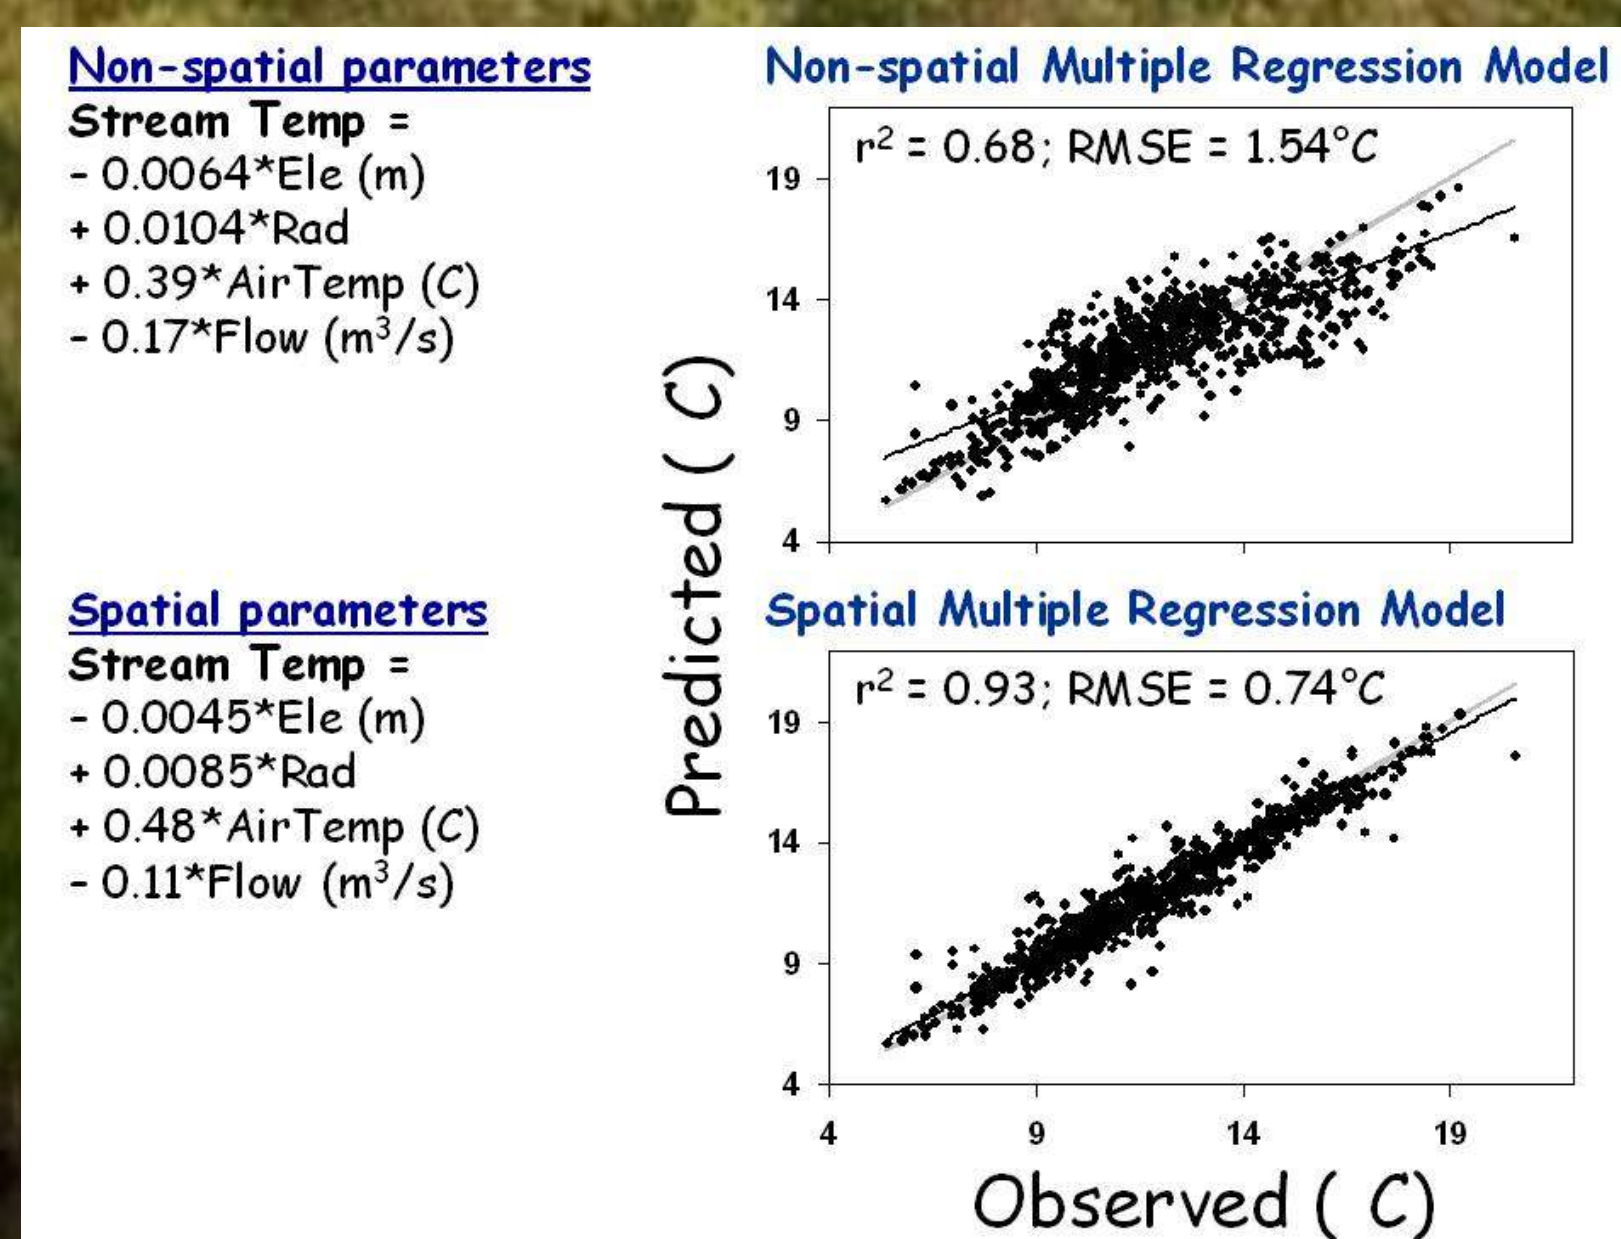 Non-spatial parameters
Stream Temp =
- 0.0064*Ele (m)
+ 0.0104*Rad
+ 0.39*AirTemp (C)
- 0.17*Flow (m³/s)
Spatial parameters
Stream Temp =
- 0.0045*Ele (m)
+ 0.0085*Rad
+ 0.48*AirTemp (C)
- 0.11*Flow (m³/s)
Predicted ( C)
Non-spatial Multiple Regression Model
r² = 0.68; RMSE = 1.54°C
19
14
9
4
Spatial Multiple Regression Model
r² = 0.93; RMSE = 0.74°C
19
14
9
4
4 9 14 19
Observed ( C)